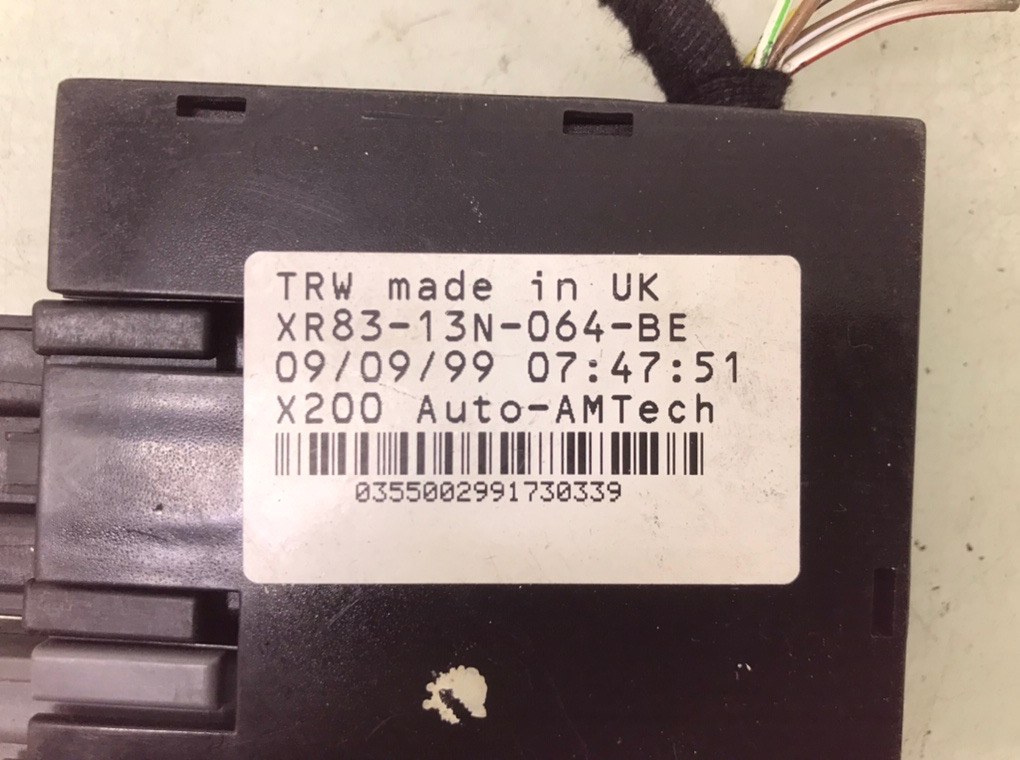 TRW made in UK
XR83-13N-064-BE
09/09/99 07:47:51
X200 Auto-AMTech
0355002991730339